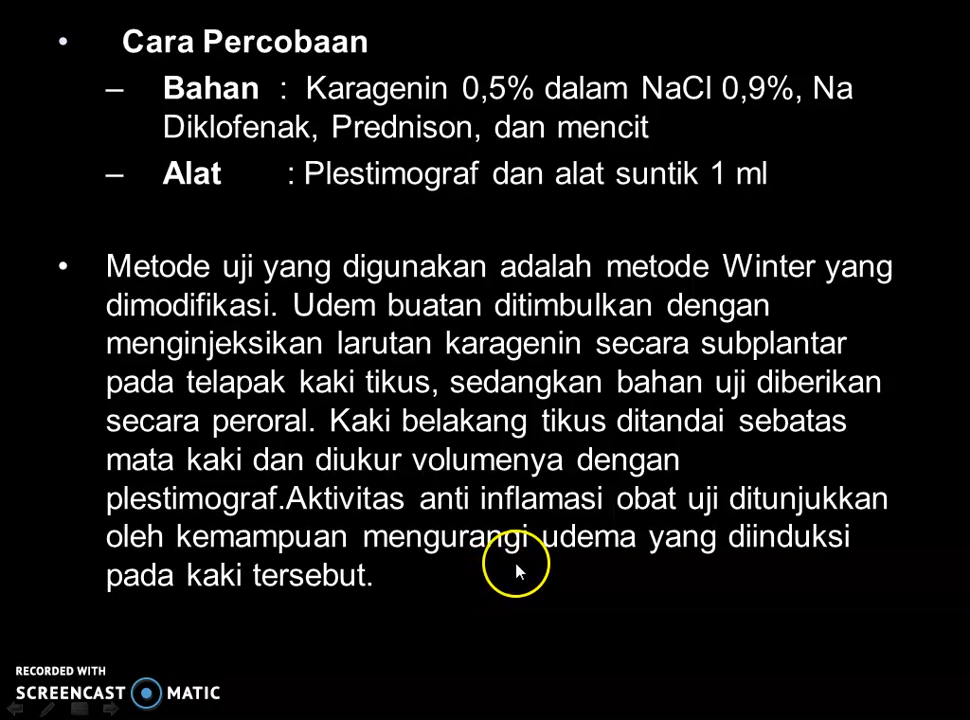 • Cara Percobaan
– Bahan : Karagenin 0,5% dalam NaCl 0,9%, Na
Diklofenak, Prednison, dan mencit
– Alat : Plestimograf dan alat suntik 1 ml
• Metode uji yang digunakan adalah metode Winter yang
dimodifikasi. Udem buatan ditimbulkan dengan
menginjeksikan larutan karagenin secara subplantar
pada telapak kaki tikus, sedangkan bahan uji diberikan
secara peroral. Kaki belakang tikus ditandai sebatas
mata kaki dan diukur volumenya dengan
plestimograf.Aktivitas anti inflamasi obat uji ditunjukkan
oleh kemampuan mengurangi udema yang diinduksi
pada kaki tersebut.
RECORDED WITH
SCREENCAST MATIC